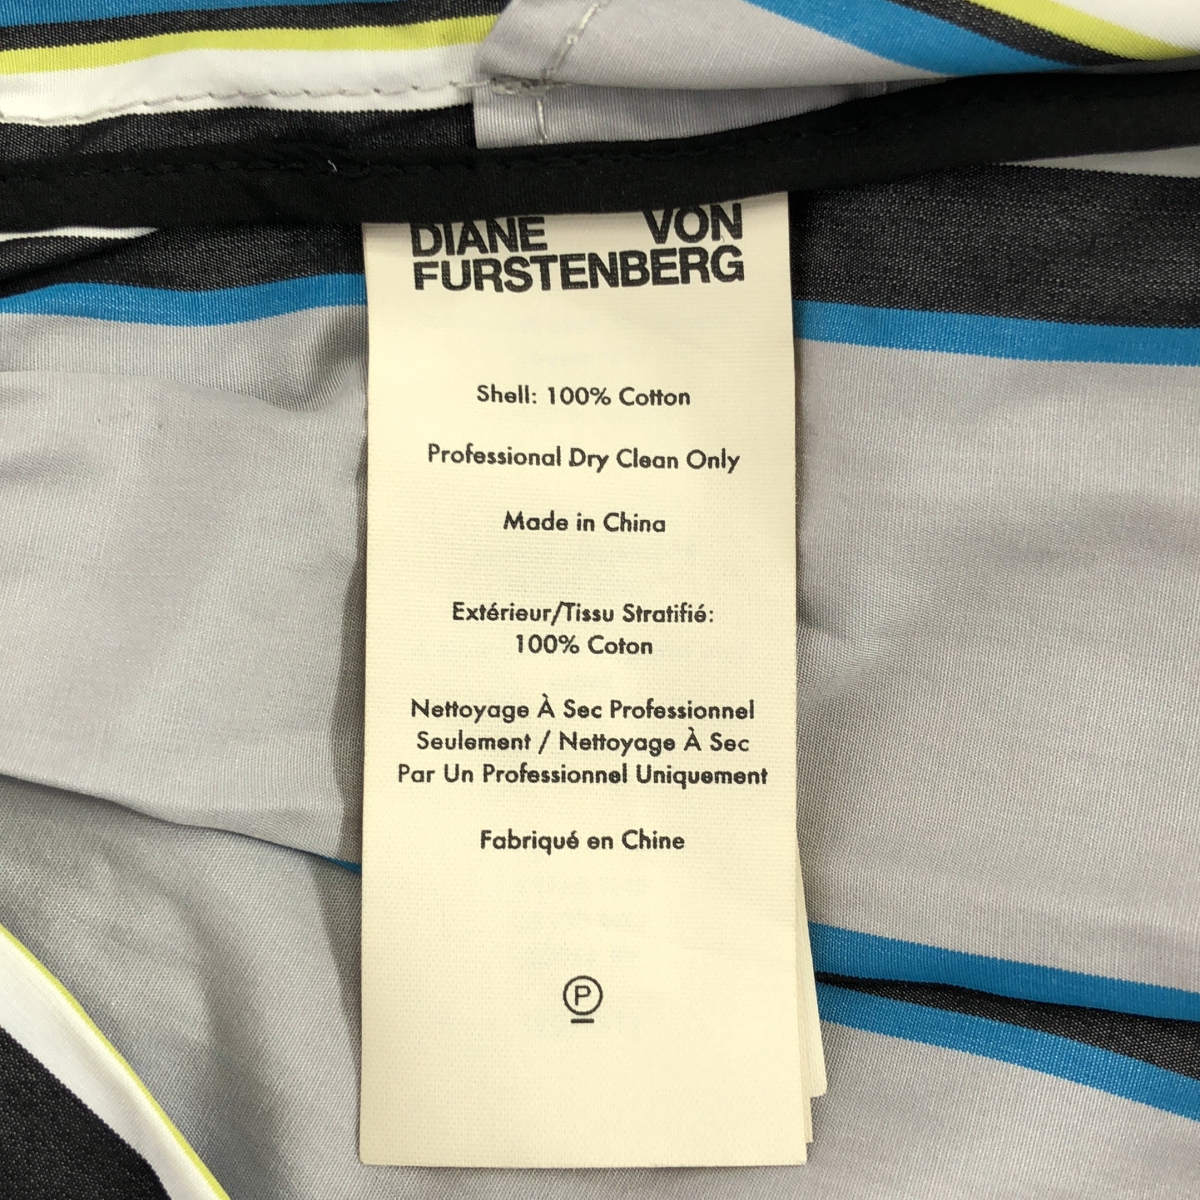 DIANE VON
FURSTENBERG
Shell: 100% Cotton
Professional Dry Clean Only
Made in China
Extérieur/Tissu Stratifié:
100% Coton
Nettoyage À Sec Professionnel
Seulement / Nettoyage À Sec
Par Un Professionnel Uniquement
Fabriqué en Chine
P